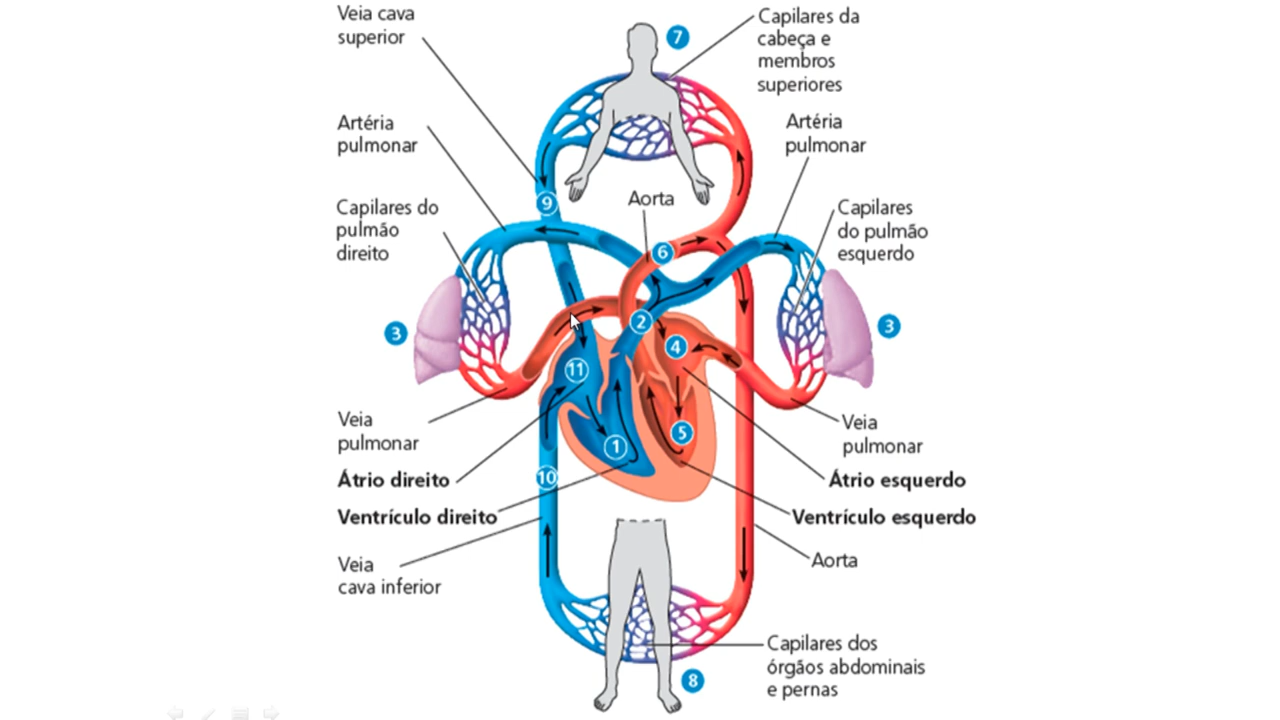 Veia cava
superior
7
Capilares da
cabeça e
membros
superiores
Artéria
pulmonar
Artéria
pulmonar
9
Aorta
Capilares do
pulmão
direito
Capilares
do pulmão
esquerdo
6
3
2
3
4
11
5
1
Veia
pulmonar
Veia
pulmonar
Átrio direito
10
Átrio esquerdo
Ventrículo direito
Ventrículo esquerdo
Veia
cava inferior
Aorta
Capilares dos
órgãos abdominais
e pernas
8